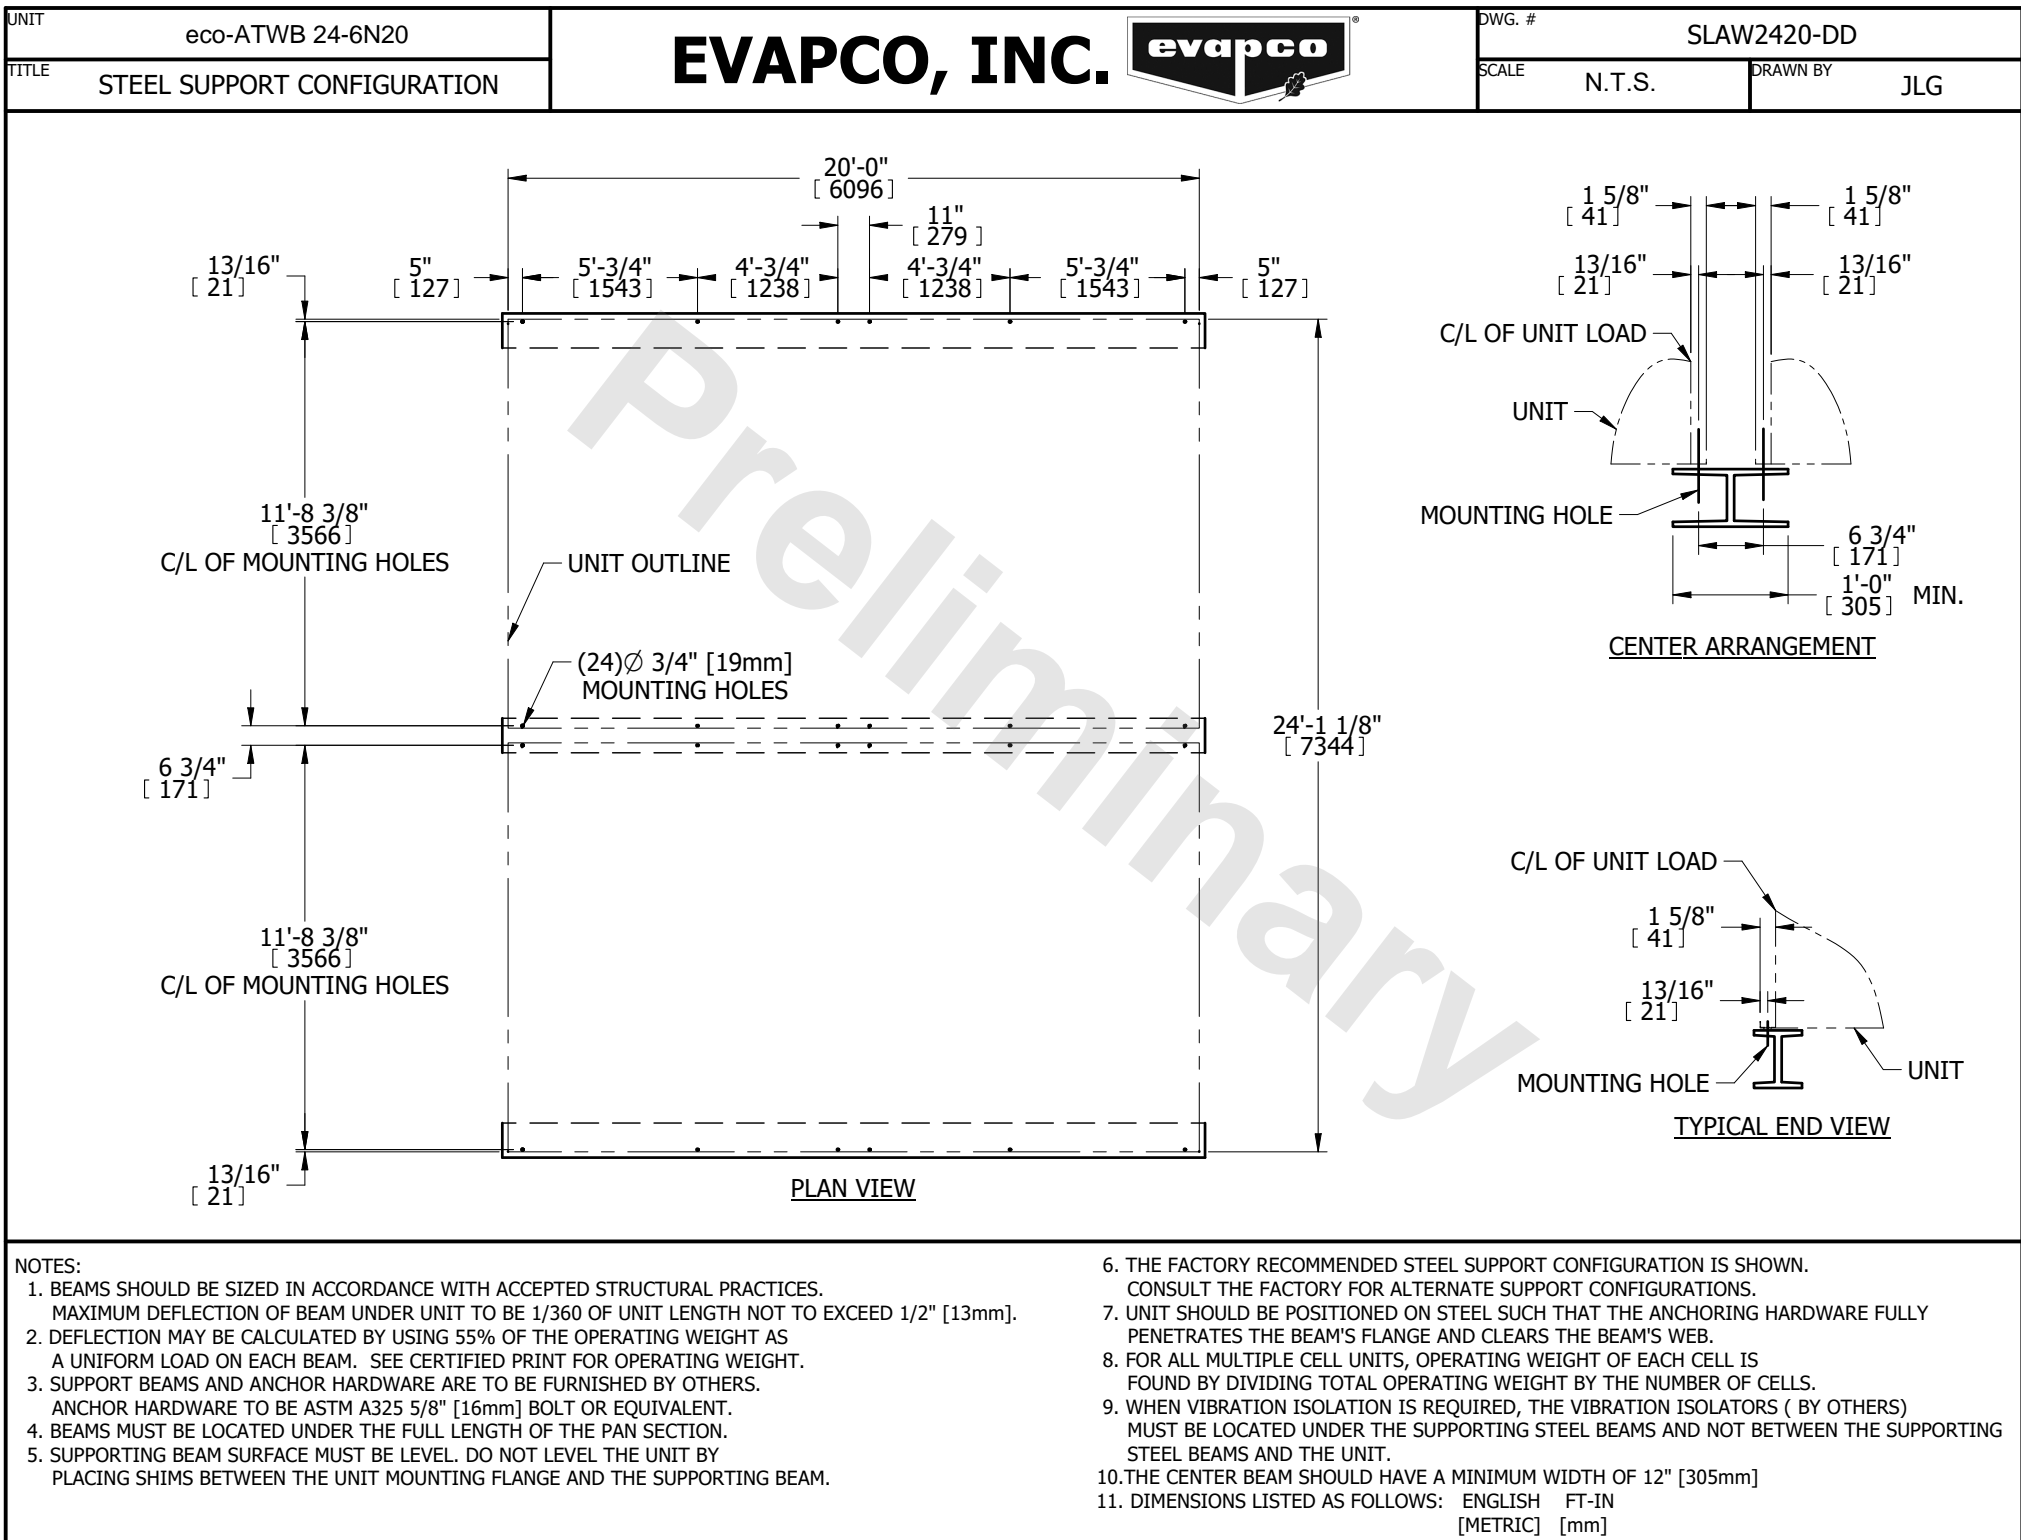 UNIT
eco-ATWB 24-6N20
TITLE
STEEL SUPPORT CONFIGURATION
EVAPCO, INC.
evapco®
DWG. #
SLAW2420-DD
SCALE
N.T.S.
DRAWN BY
JLG
20'-0"
[ 6096 ]
11"
[ 279 ]
13/16"
[ 21 ]
5"
[ 127 ]
5'-3/4"
[ 1543 ]
4'-3/4"
[ 1238 ]
4'-3/4"
[ 1238 ]
5'-3/4"
[ 1543 ]
5"
[ 127 ]
11'-8 3/8"
[ 3566 ]
C/L OF MOUNTING HOLES
UNIT OUTLINE
(24)Ø 3/4" [19mm]
MOUNTING HOLES
6 3/4"
[ 171 ]
24'-1 1/8"
[ 7344 ]
11'-8 3/8"
[ 3566 ]
C/L OF MOUNTING HOLES
13/16"
[ 21 ]
PLAN VIEW
Preliminary
1 5/8"
[ 41 ]
1 5/8"
[ 41 ]
13/16"
[ 21 ]
13/16"
[ 21 ]
C/L OF UNIT LOAD
UNIT
MOUNTING HOLE
6 3/4"
[ 171 ]
1'-0"
[ 305 ] MIN.
CENTER ARRANGEMENT
C/L OF UNIT LOAD
1 5/8"
[ 41 ]
13/16"
[ 21 ]
MOUNTING HOLE
UNIT
TYPICAL END VIEW
NOTES:
1. BEAMS SHOULD BE SIZED IN ACCORDANCE WITH ACCEPTED STRUCTURAL PRACTICES.
MAXIMUM DEFLECTION OF BEAM UNDER UNIT TO BE 1/360 OF UNIT LENGTH NOT TO EXCEED 1/2" [13mm].
2. DEFLECTION MAY BE CALCULATED BY USING 55% OF THE OPERATING WEIGHT AS
A UNIFORM LOAD ON EACH BEAM. SEE CERTIFIED PRINT FOR OPERATING WEIGHT.
3. SUPPORT BEAMS AND ANCHOR HARDWARE ARE TO BE FURNISHED BY OTHERS.
ANCHOR HARDWARE TO BE ASTM A325 5/8" [16mm] BOLT OR EQUIVALENT.
4. BEAMS MUST BE LOCATED UNDER THE FULL LENGTH OF THE PAN SECTION.
5. SUPPORTING BEAM SURFACE MUST BE LEVEL. DO NOT LEVEL THE UNIT BY
PLACING SHIMS BETWEEN THE UNIT MOUNTING FLANGE AND THE SUPPORTING BEAM.
6. THE FACTORY RECOMMENDED STEEL SUPPORT CONFIGURATION IS SHOWN.
CONSULT THE FACTORY FOR ALTERNATE SUPPORT CONFIGURATIONS.
7. UNIT SHOULD BE POSITIONED ON STEEL SUCH THAT THE ANCHORING HARDWARE FULLY
PENETRATES THE BEAM'S FLANGE AND CLEARS THE BEAM'S WEB.
8. FOR ALL MULTIPLE CELL UNITS, OPERATING WEIGHT OF EACH CELL IS
FOUND BY DIVIDING TOTAL OPERATING WEIGHT BY THE NUMBER OF CELLS.
9. WHEN VIBRATION ISOLATION IS REQUIRED, THE VIBRATION ISOLATORS ( BY OTHERS)
MUST BE LOCATED UNDER THE SUPPORTING STEEL BEAMS AND NOT BETWEEN THE SUPPORTING
STEEL BEAMS AND THE UNIT.
10.THE CENTER BEAM SHOULD HAVE A MINIMUM WIDTH OF 12" [305mm]
11. DIMENSIONS LISTED AS FOLLOWS: ENGLISH FT-IN
[METRIC] [mm]